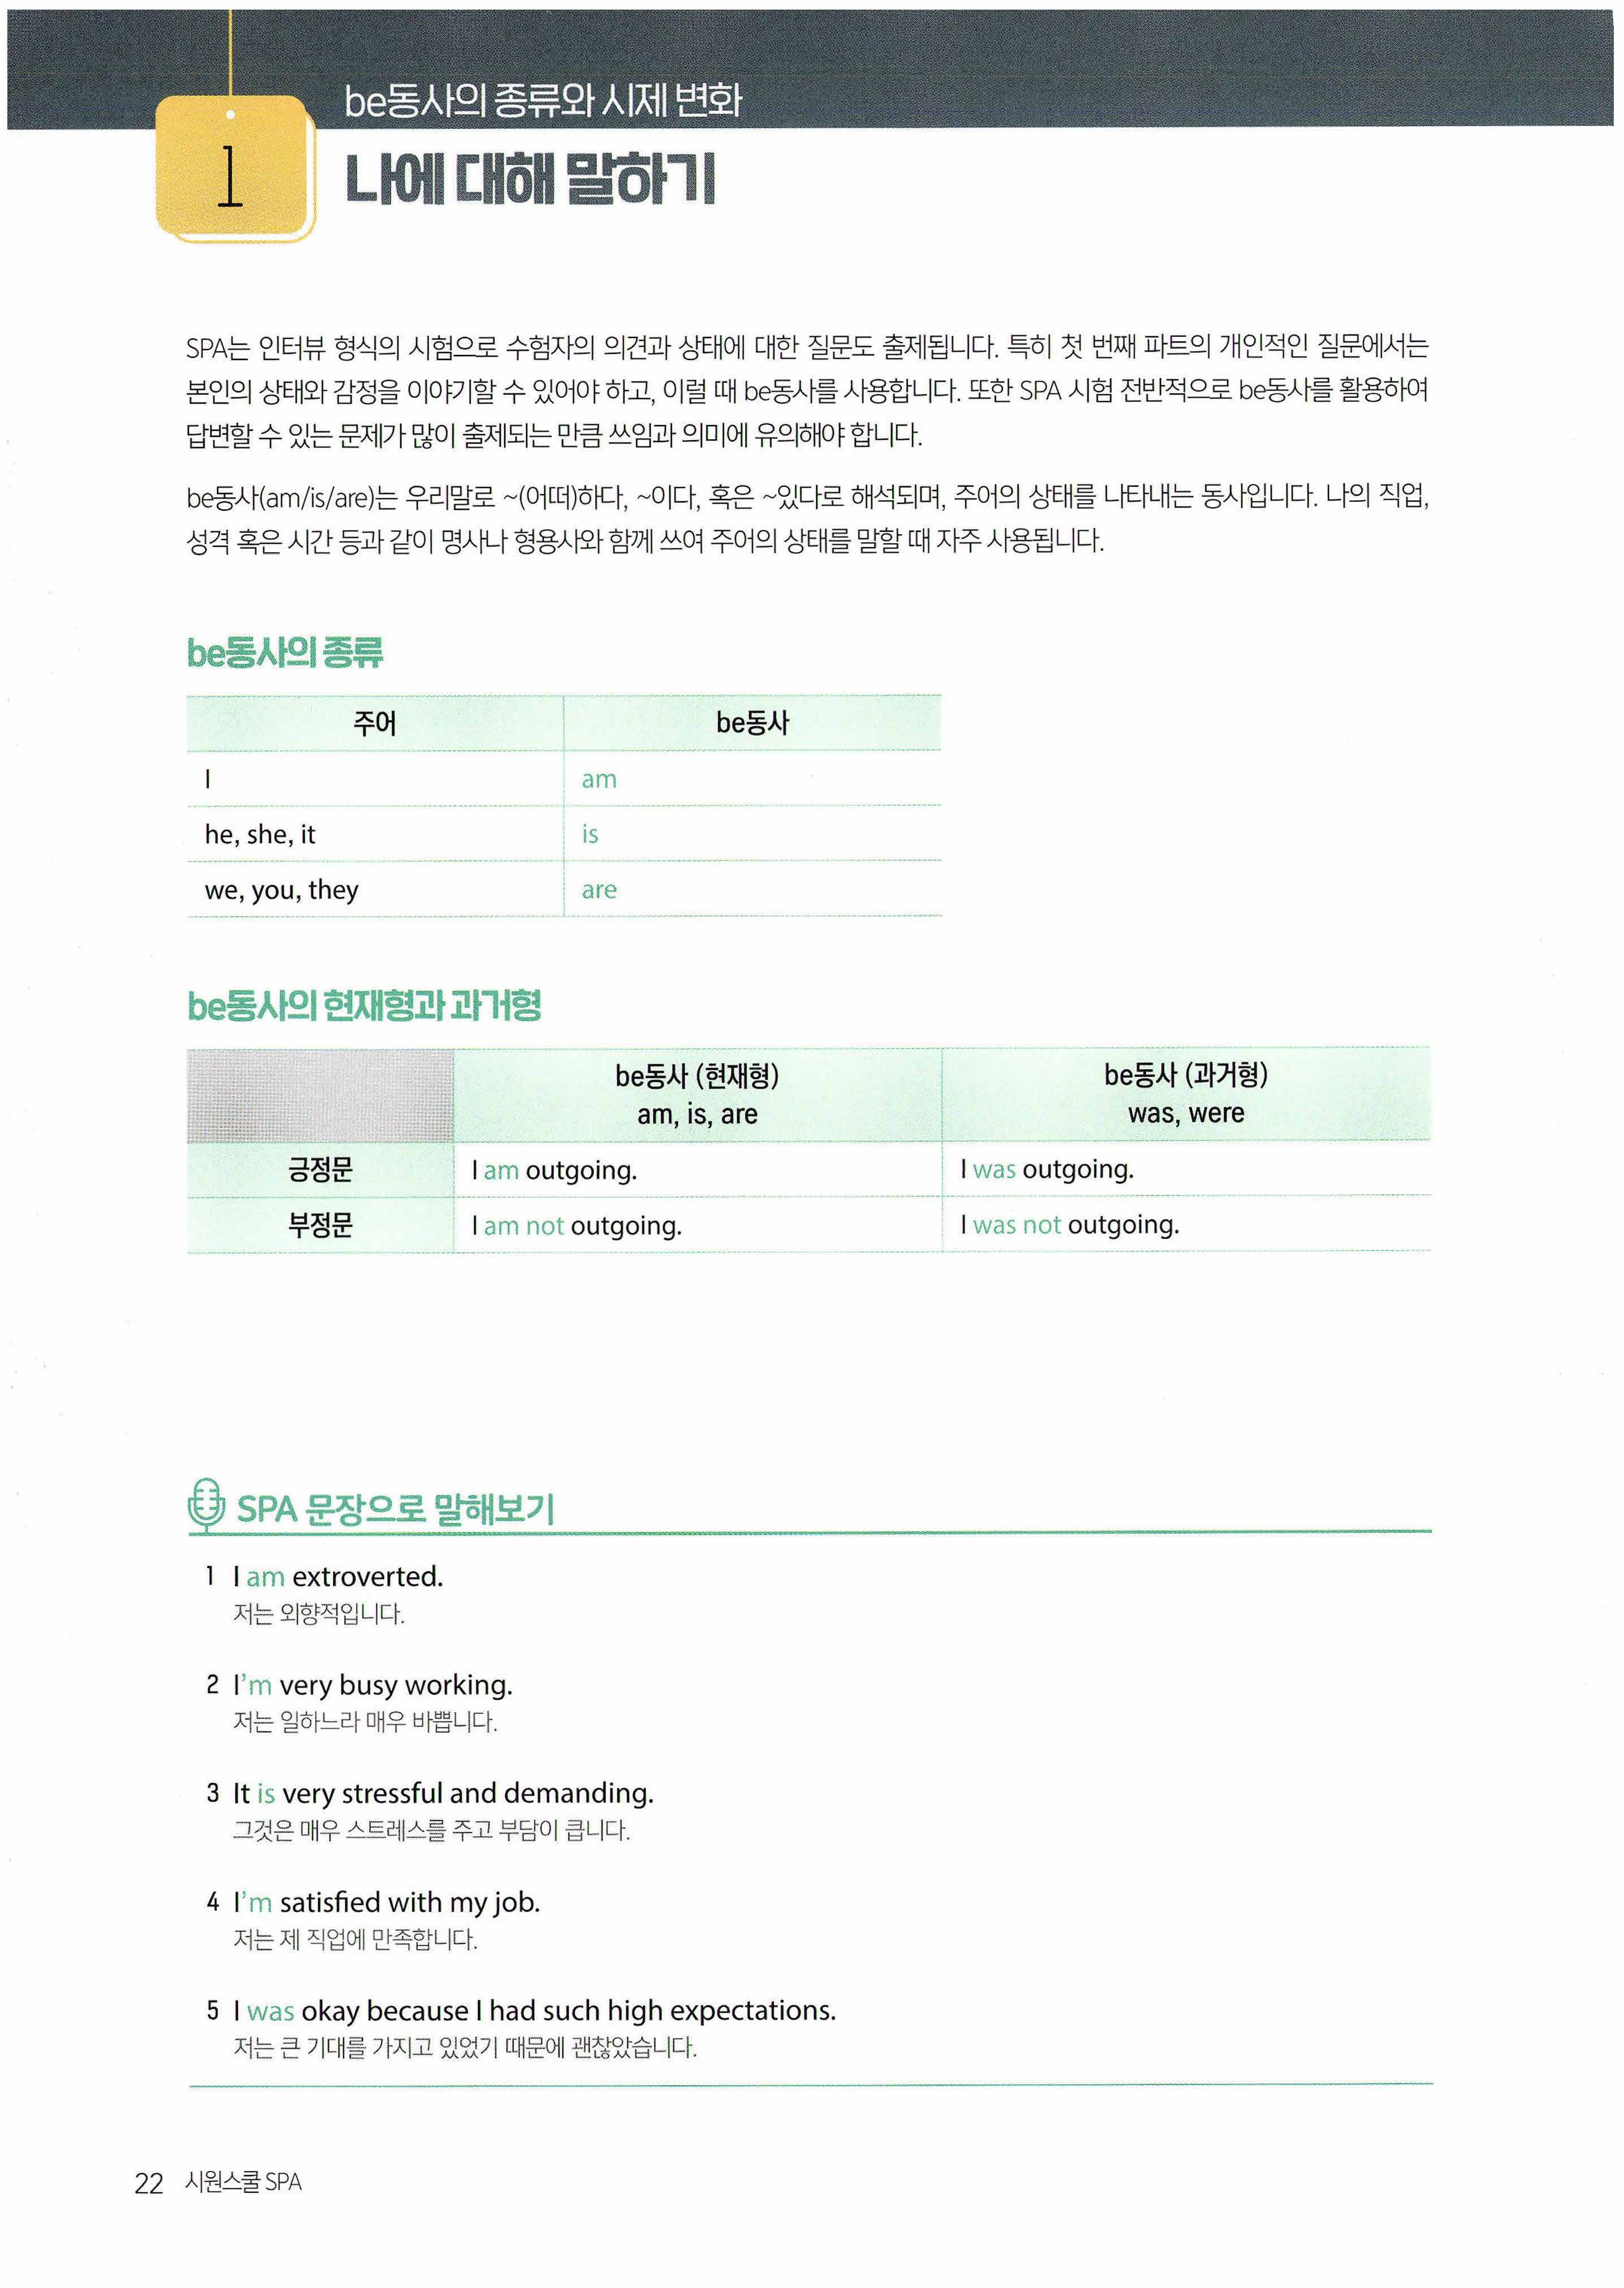 be동사의 종류와 시제 변화
1
나에 대해 말하기
SPA는 인터뷰 형식의 시험으로 수험자의 의견과 상태에 대한 질문도 출제됩니다. 특히 첫 번째 파트의 개인적인 질문에서는
본인의 상태와 감정을 이야기할 수 있어야 하고, 이럴 때 be동사를 사용합니다. 또한 SPA 시험 전반적으로 be동사를 활용하여
답변할 수 있는 문제가 많이 출제되는 만큼 쓰임과 의미에 유의해야 합니다.
be동사(am/is/are)는 우리말로 ~(어떠)하다, ~이다, 혹은 ~있다로 해석되며, 주어의 상태를 나타내는 동사입니다. 나의 직업,
성격 혹은 시간 등과 같이 명사나 형용사와 함께 쓰여 주어의 상태를 말할 때 자주 사용됩니다.
be동사의 종류
주어 be동사
I am
he, she, it is
we, you, they are
be동사의 현재형과 과거형
be동사 (현재형) be동사 (과거형)
am, is, are was, were
긍정문 I am outgoing. I was outgoing.
부정문 I am not outgoing. I was not outgoing.
SPA 문장으로 말해보기
1 I am extroverted.
저는 외향적입니다.
2 I'm very busy working.
저는 일하느라 매우 바쁩니다.
3 It is very stressful and demanding.
그것은 매우 스트레스를 주고 부담이 큽니다.
4 I'm satisfied with my job.
저는 제 직업에 만족합니다.
5 I was okay because I had such high expectations.
저는 큰 기대를 가지고 있었기 때문에 괜찮았습니다.
22 시원스쿨 SPA